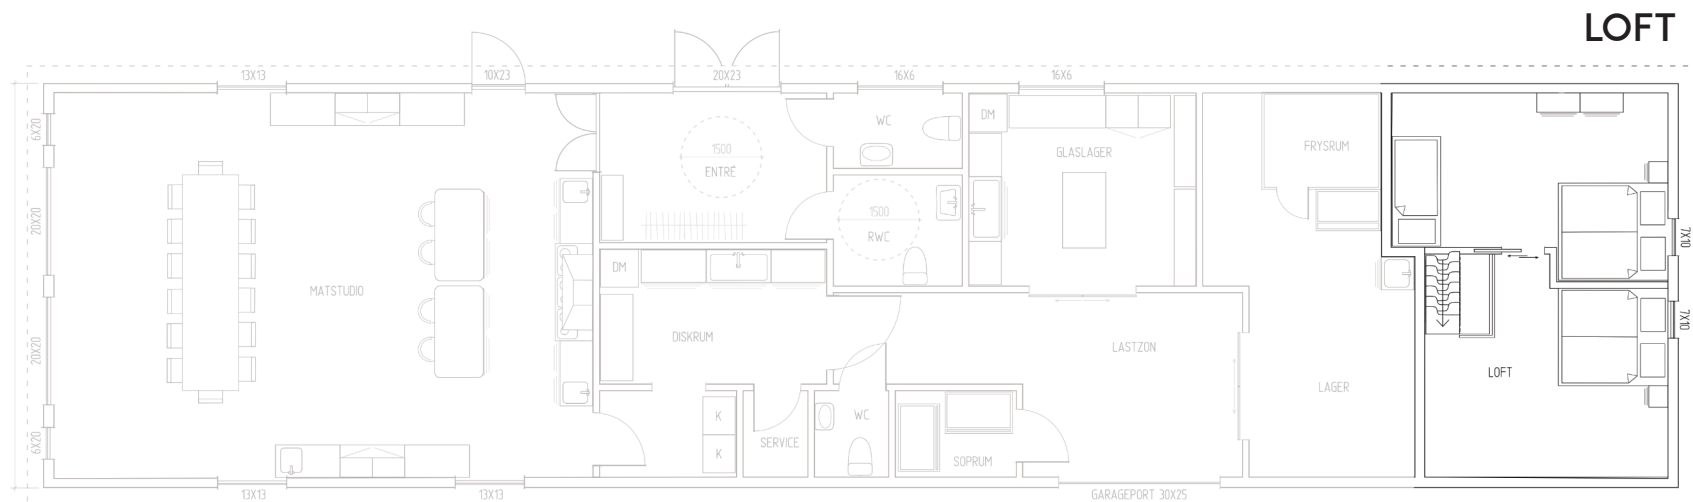 LOFT
13X13
10X23
20X23
16X6
16X6
6X20
WC
DM
1500
ENTRÉ
GLASLAGER
FRYSRUM
20X20
1500
RWC
7X10
DM
MATSTUDIO
7X10
DISKRUM
LASTZON
20X20
LOFT
LAGER
K
WC
6X20
SERVICE
K
SOPRUM
13X13
13X13
GARAGEPORT 30X25